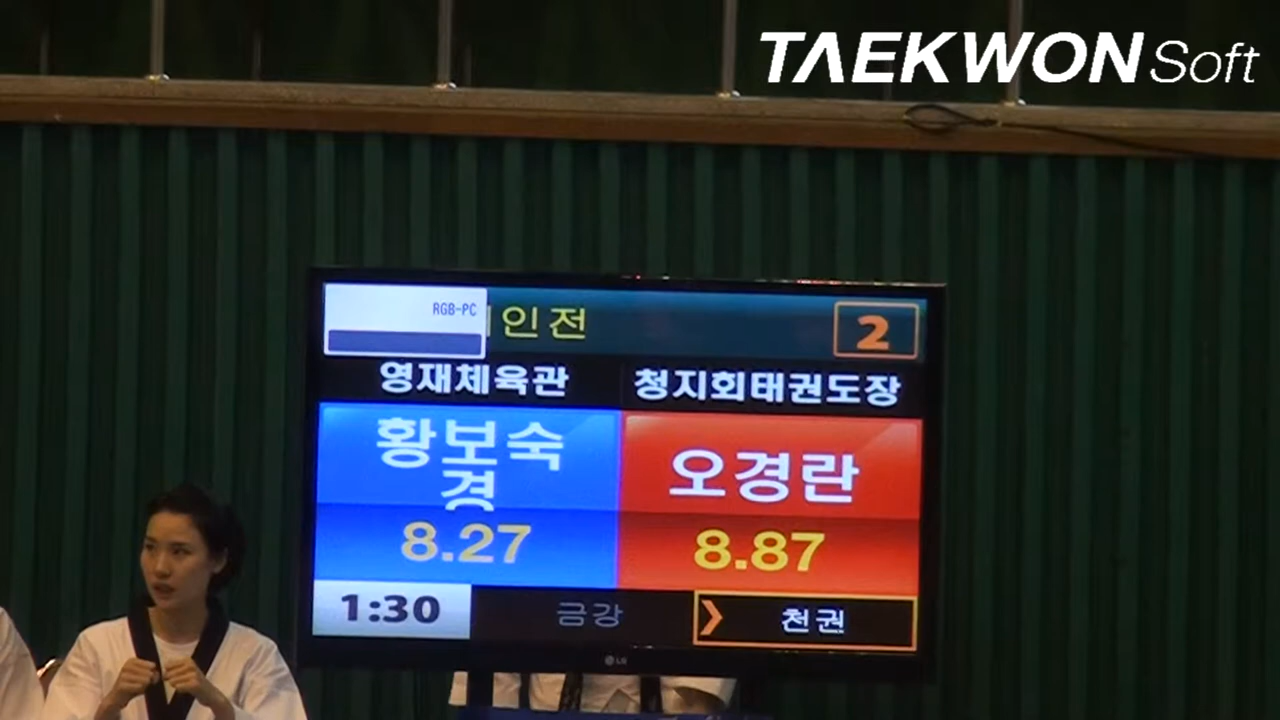 TAEKWON Soft
RGB-PC
인전
2
영재체육관
청지회태권도장
황보숙
경
오경란
8.27
8.87
1:30
금강
천권
LG